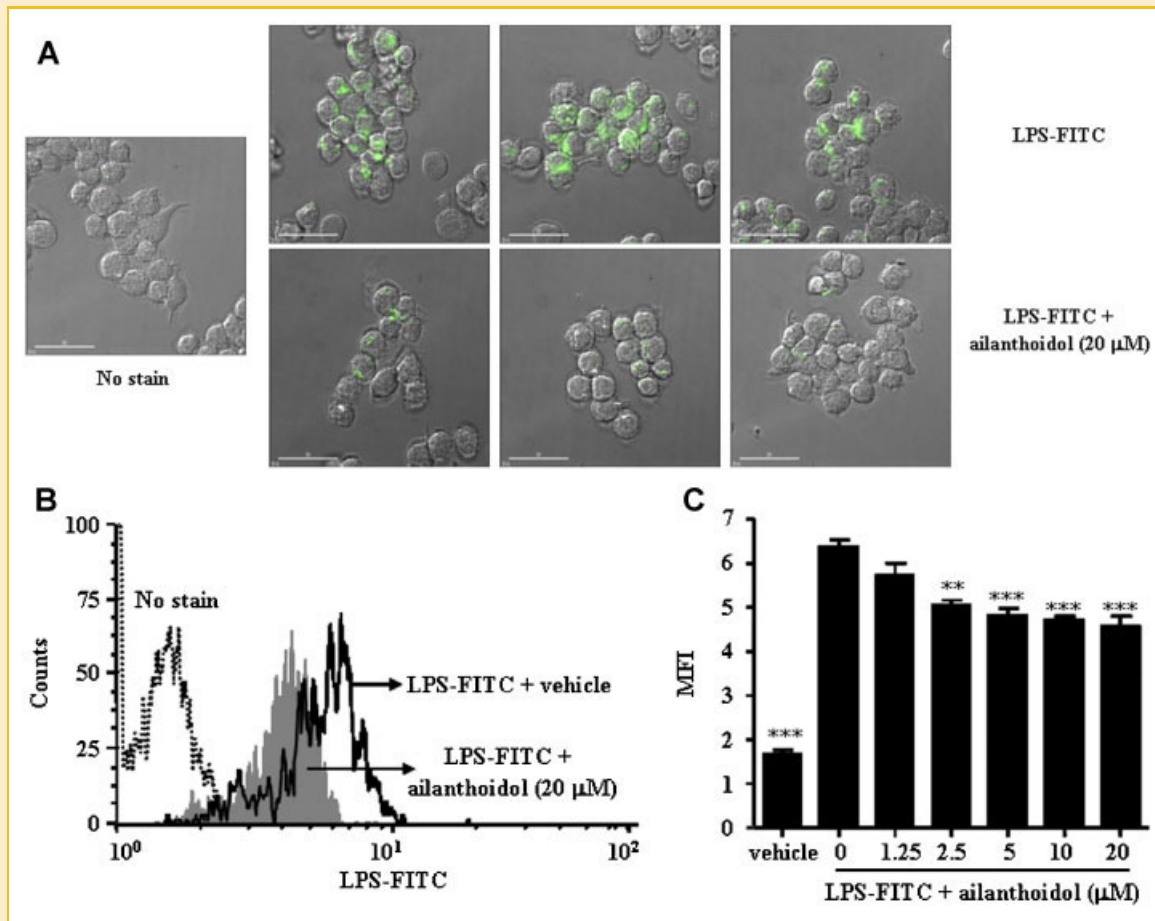 A
LPS-FITC
No stain
LPS-FITC +
ailanthoidol (20 μM)
B
100
75
50
25
0
Counts
No stain
LPS-FITC + vehicle
LPS-FITC +
ailanthoidol (20 μM)
10⁰
10¹
10²
LPS-FITC
C
7
6
5
4
3
2
1
0
MFI
***
**
***
***
***
vehicle 0 1.25 2.5 5 10 20
LPS-FITC + ailanthoidol (μM)